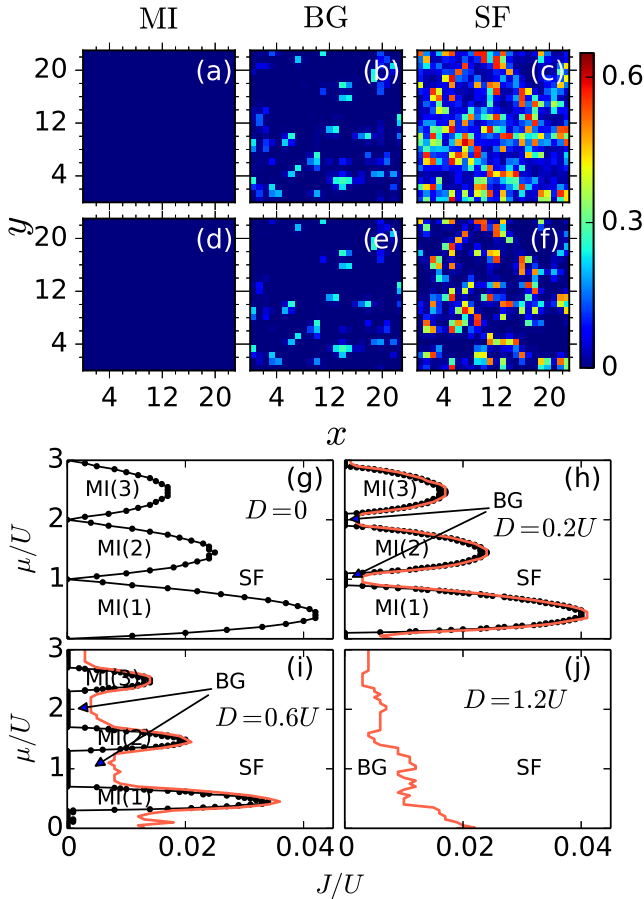 MI BG SF
22 (a) (b) (c) 0.6
12
4
y 0.3
22 (d) (e) (f)
12
4 0
4 12 20 4 12 20 4 12 20
x
3 (g) (h)
MI(3) D=0 MI(3) BG
μ/U 2 D=0.2U
MI(2) MI(2)
1 SF SF
MI(1) MI(1)
3 (i) (j)
MI(3) BG D=1.2U
μ/U 2 D=0.6U
MI(2)
1 SF BG SF
MI(1)
0
0 0.02 0.04 0 0.02 0.04
J/U